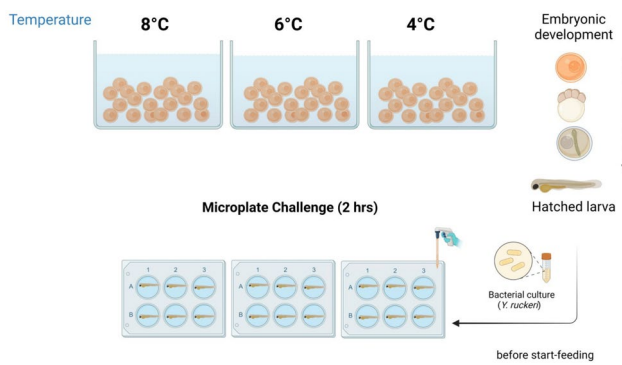 Temperature
8°C
6°C
4°C
Embryonic
development
Hatched larva
Microplate Challenge (2 hrs)
1 2 3
A
B
1 2 3
A
B
1 2 3
A
B
Bacterial culture
(Y. ruckeri)
before start-feeding